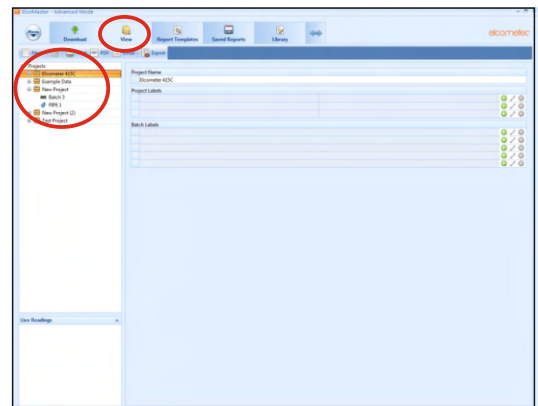 ElcoMaster - Advanced Mode
Download View Report Templates Saved Reports Library
elcometer
PDF Export
Projects
Elcometer 415C
Example Data
New Project
Batch 3
PIPE 1
New Project (2)
Test Project
Project Name
Elcometer 415C
Project Labels
Batch Labels
Live Readings